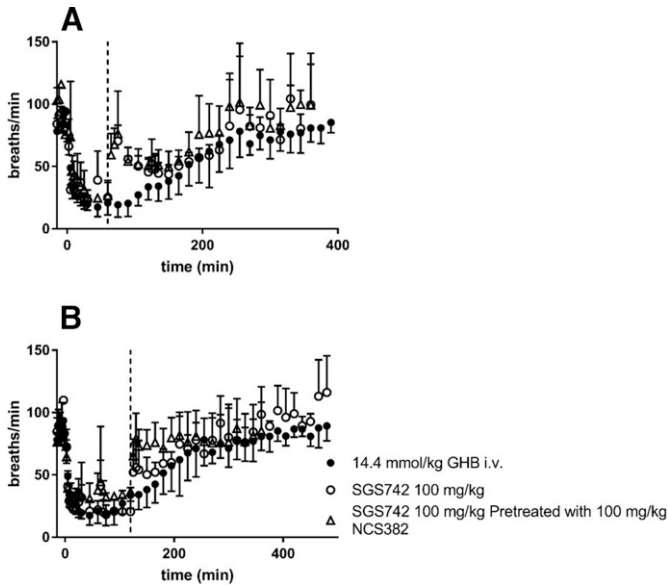 A
150
100
50
0
breaths/min
0
200
400
time (min)
B
150
100
50
0
breaths/min
0
200
400
time (min)
14.4 mmol/kg GHB i.v.
SGS742 100 mg/kg
SGS742 100 mg/kg Pretreated with 100 mg/kg
NCS382